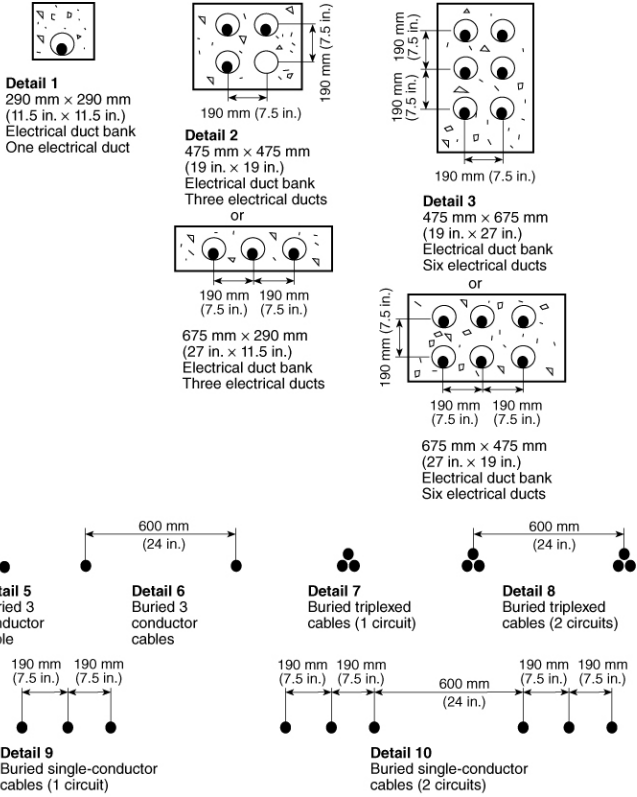 Detail 1
290 mm × 290 mm
(11.5 in. × 11.5 in.)
Electrical duct bank
One electrical duct
190 mm (7.5 in.)
190 mm (7.5 in.)
Detail 2
475 mm × 475 mm
(19 in. × 19 in.)
Electrical duct bank
Three electrical ducts
or
190 mm
(7.5 in.)
190 mm
(7.5 in.)
675 mm × 290 mm
(27 in. × 11.5 in.)
Electrical duct bank
Three electrical ducts
190 mm
(7.5 in.)
190 mm
(7.5 in.)
190 mm (7.5 in.)
Detail 3
475 mm × 675 mm
(19 in. × 27 in.)
Electrical duct bank
Six electrical ducts
or
190 mm (7.5 in.)
190 mm
(7.5 in.)
190 mm
(7.5 in.)
675 mm × 475 mm
(27 in. × 19 in.)
Electrical duct bank
Six electrical ducts
tail 5
ried 3
nductor
ble
600 mm
(24 in.)
Detail 6
Buried 3
conductor
cables
Detail 7
Buried triplexed
cables (1 circuit)
600 mm
(24 in.)
Detail 8
Buried triplexed
cables (2 circuits)
190 mm
(7.5 in.)
190 mm
(7.5 in.)
Detail 9
Buried single-conductor
cables (1 circuit)
190 mm
(7.5 in.)
190 mm
(7.5 in.)
600 mm
(24 in.)
190 mm
(7.5 in.)
190 mm
(7.5 in.)
Detail 10
Buried single-conductor
cables (2 circuits)